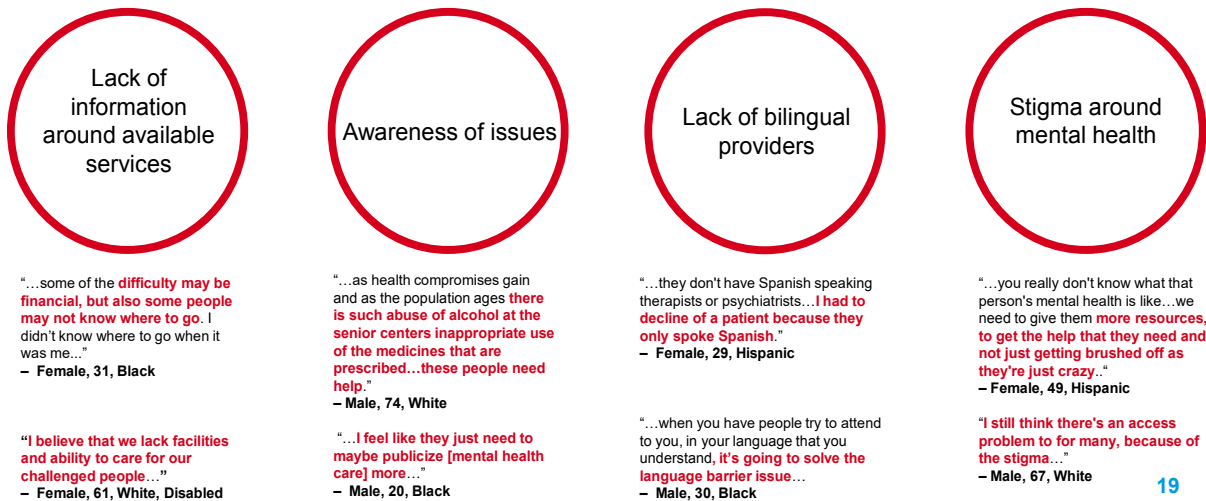 Lack of
information
around available
services
“…some of the difficulty may be
financial, but also some people
may not know where to go. I
didn’t know where to go when it
was me...”
– Female, 31, Black
“I believe that we lack facilities
and ability to care for our
challenged people…”
– Female, 61, White, Disabled
Awareness of issues
“…as health compromises gain
and as the population ages there
is such abuse of alcohol at the
senior centers inappropriate use
of the medicines that are
prescribed…these people need
help.”
– Male, 74, White
“…I feel like they just need to
maybe publicize [mental health
care] more…”
– Male, 20, Black
Lack of bilingual
providers
“…they don't have Spanish speaking
therapists or psychiatrists…I had to
decline of a patient because they
only spoke Spanish.”
– Female, 29, Hispanic
“…when you have people try to attend
to you, in your language that you
understand, it’s going to solve the
language barrier issue…
– Male, 30, Black
Stigma around
mental health
“…you really don't know what that
person's mental health is like…we
need to give them more resources,
to get the help that they need and
not just getting brushed off as
they're just crazy..“
– Female, 49, Hispanic
“I still think there's an access
problem to for many, because of
the stigma…”
– Male, 67, White
19